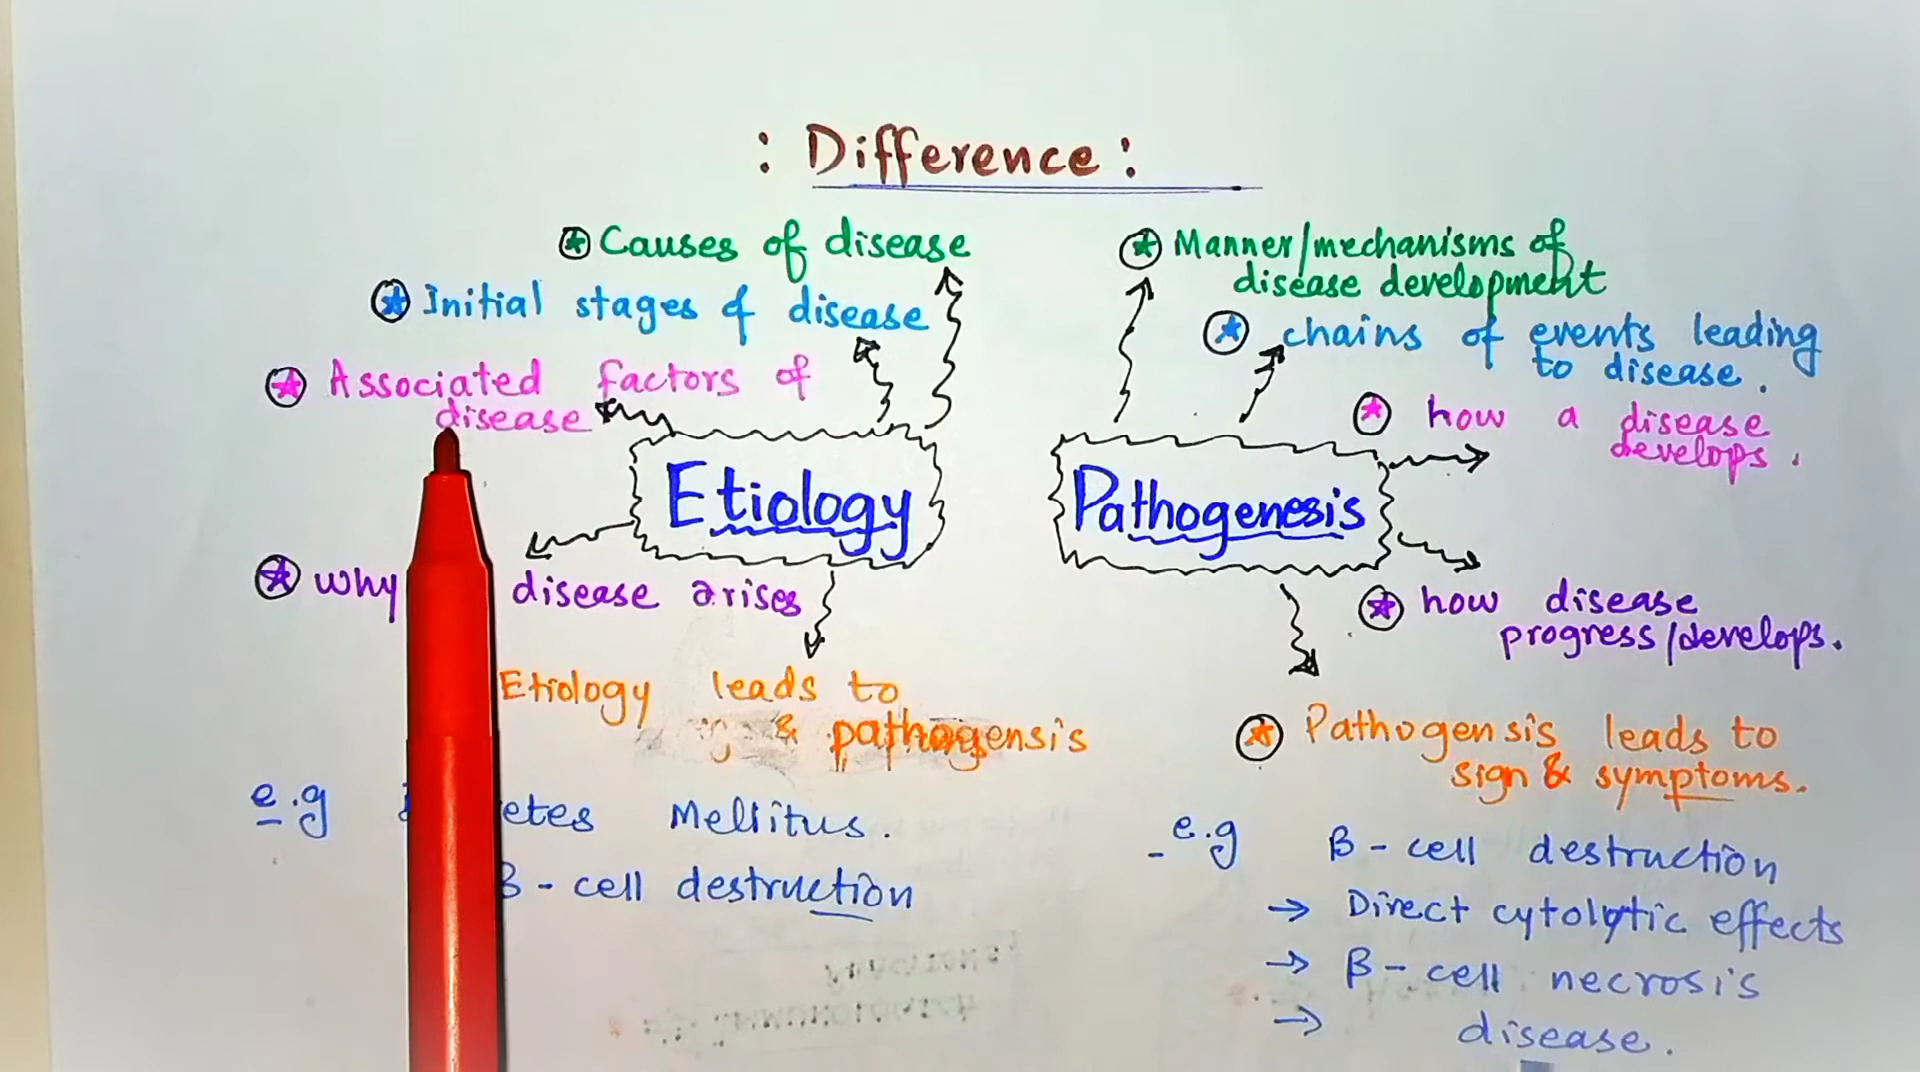 : Difference :
Causes of disease
Initial stages of disease
Associated factors of
disease
Etiology
why disease arises
Etiology leads to
& pathogensis
e.g etes Mellitus.
β - cell destruction
Manner/mechanisms of
disease development
chains of events leading
to disease.
how a disease
develops.
Pathogenesis
how disease
progress/develops.
Pathogensis leads to
sign & symptoms.
e.g β - cell destruction
→ Direct cytolytic effects
→ β - cell necrosis
→ disease.